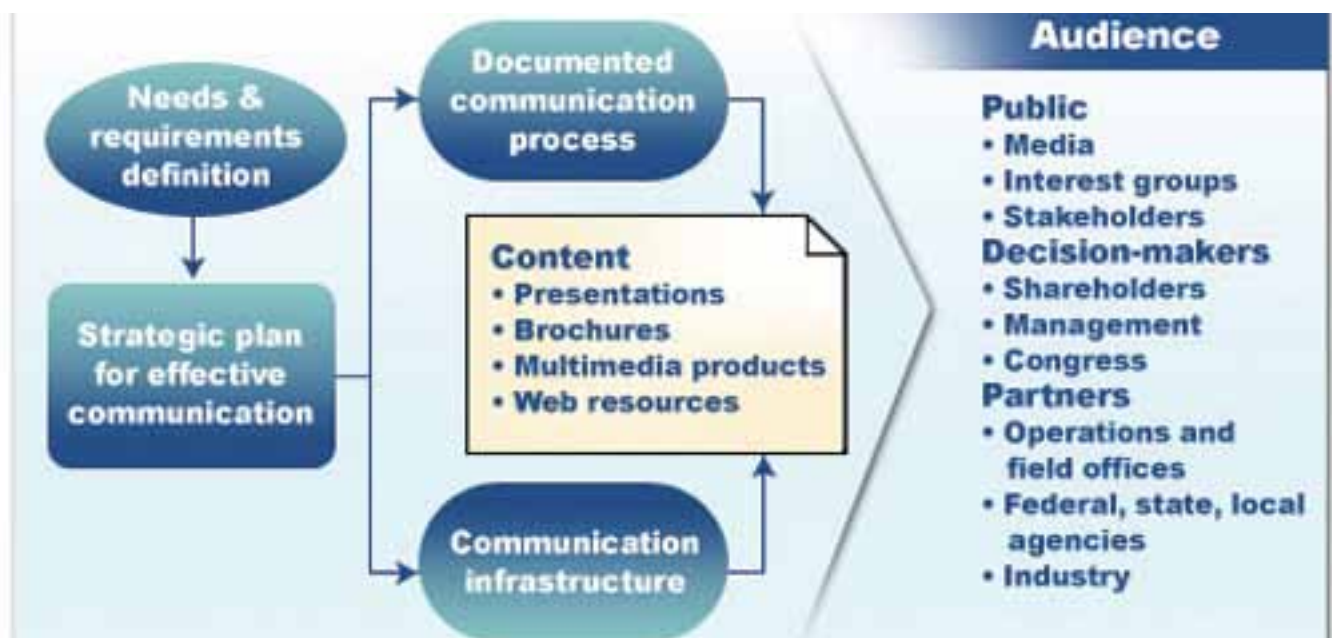 Needs &
requirements
definition
Strategic plan
for effective
communication
Documented
communication
process
Content
• Presentations
• Brochures
• Multimedia products
• Web resources
Communication
infrastructure
Audience
Public
• Media
• Interest groups
• Stakeholders
Decision-makers
• Shareholders
• Management
• Congress
Partners
• Operations and
field offices
• Federal, state, local
agencies
• Industry